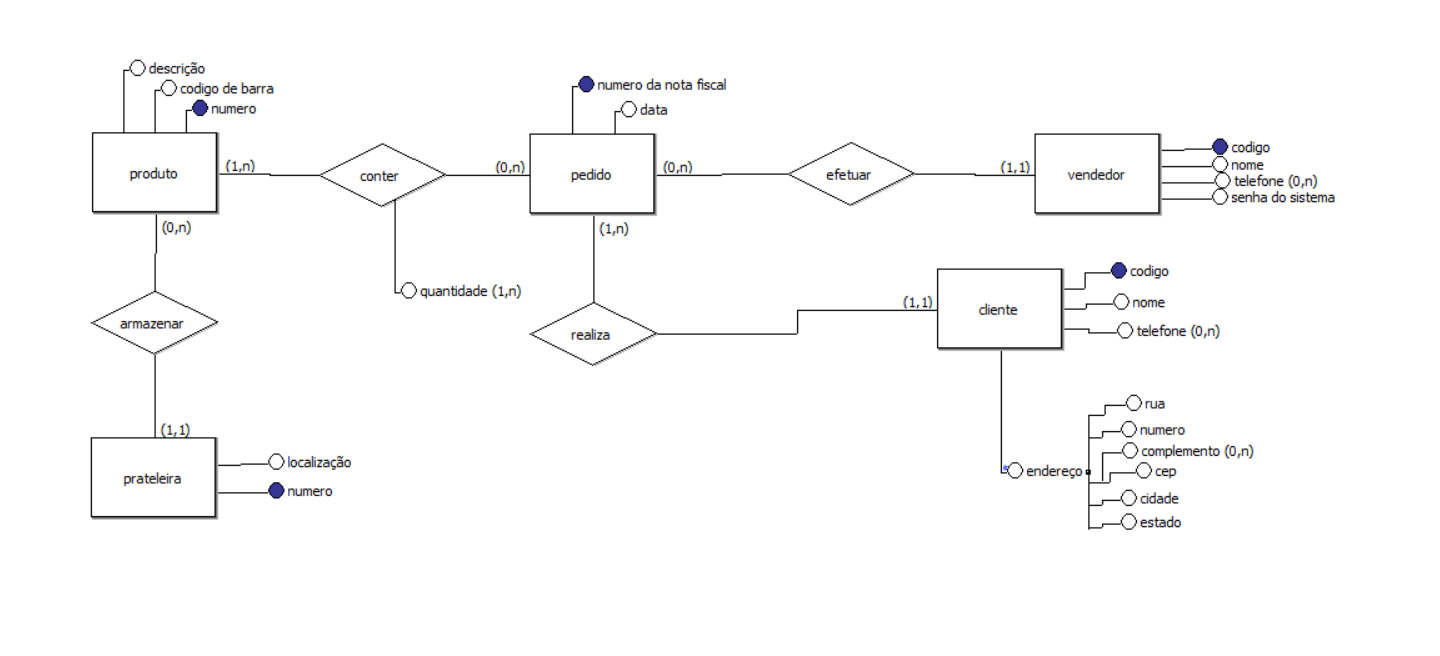 descrição
codigo de barra
numero
produto
(1,n)
conter
(0,n)
quantidade (1,n)
numero da nota fiscal
data
pedido
(0,n)
efetuar
(1,1)
vendedor
codigo
nome
telefone (0,n)
senha do sistema
(0,n)
armazenar
(1,1)
prateleira
localização
numero
(1,n)
realiza
(1,1)
cliente
codigo
nome
telefone (0,n)
endereço
rua
numero
complemento (0,n)
cep
cidade
estado